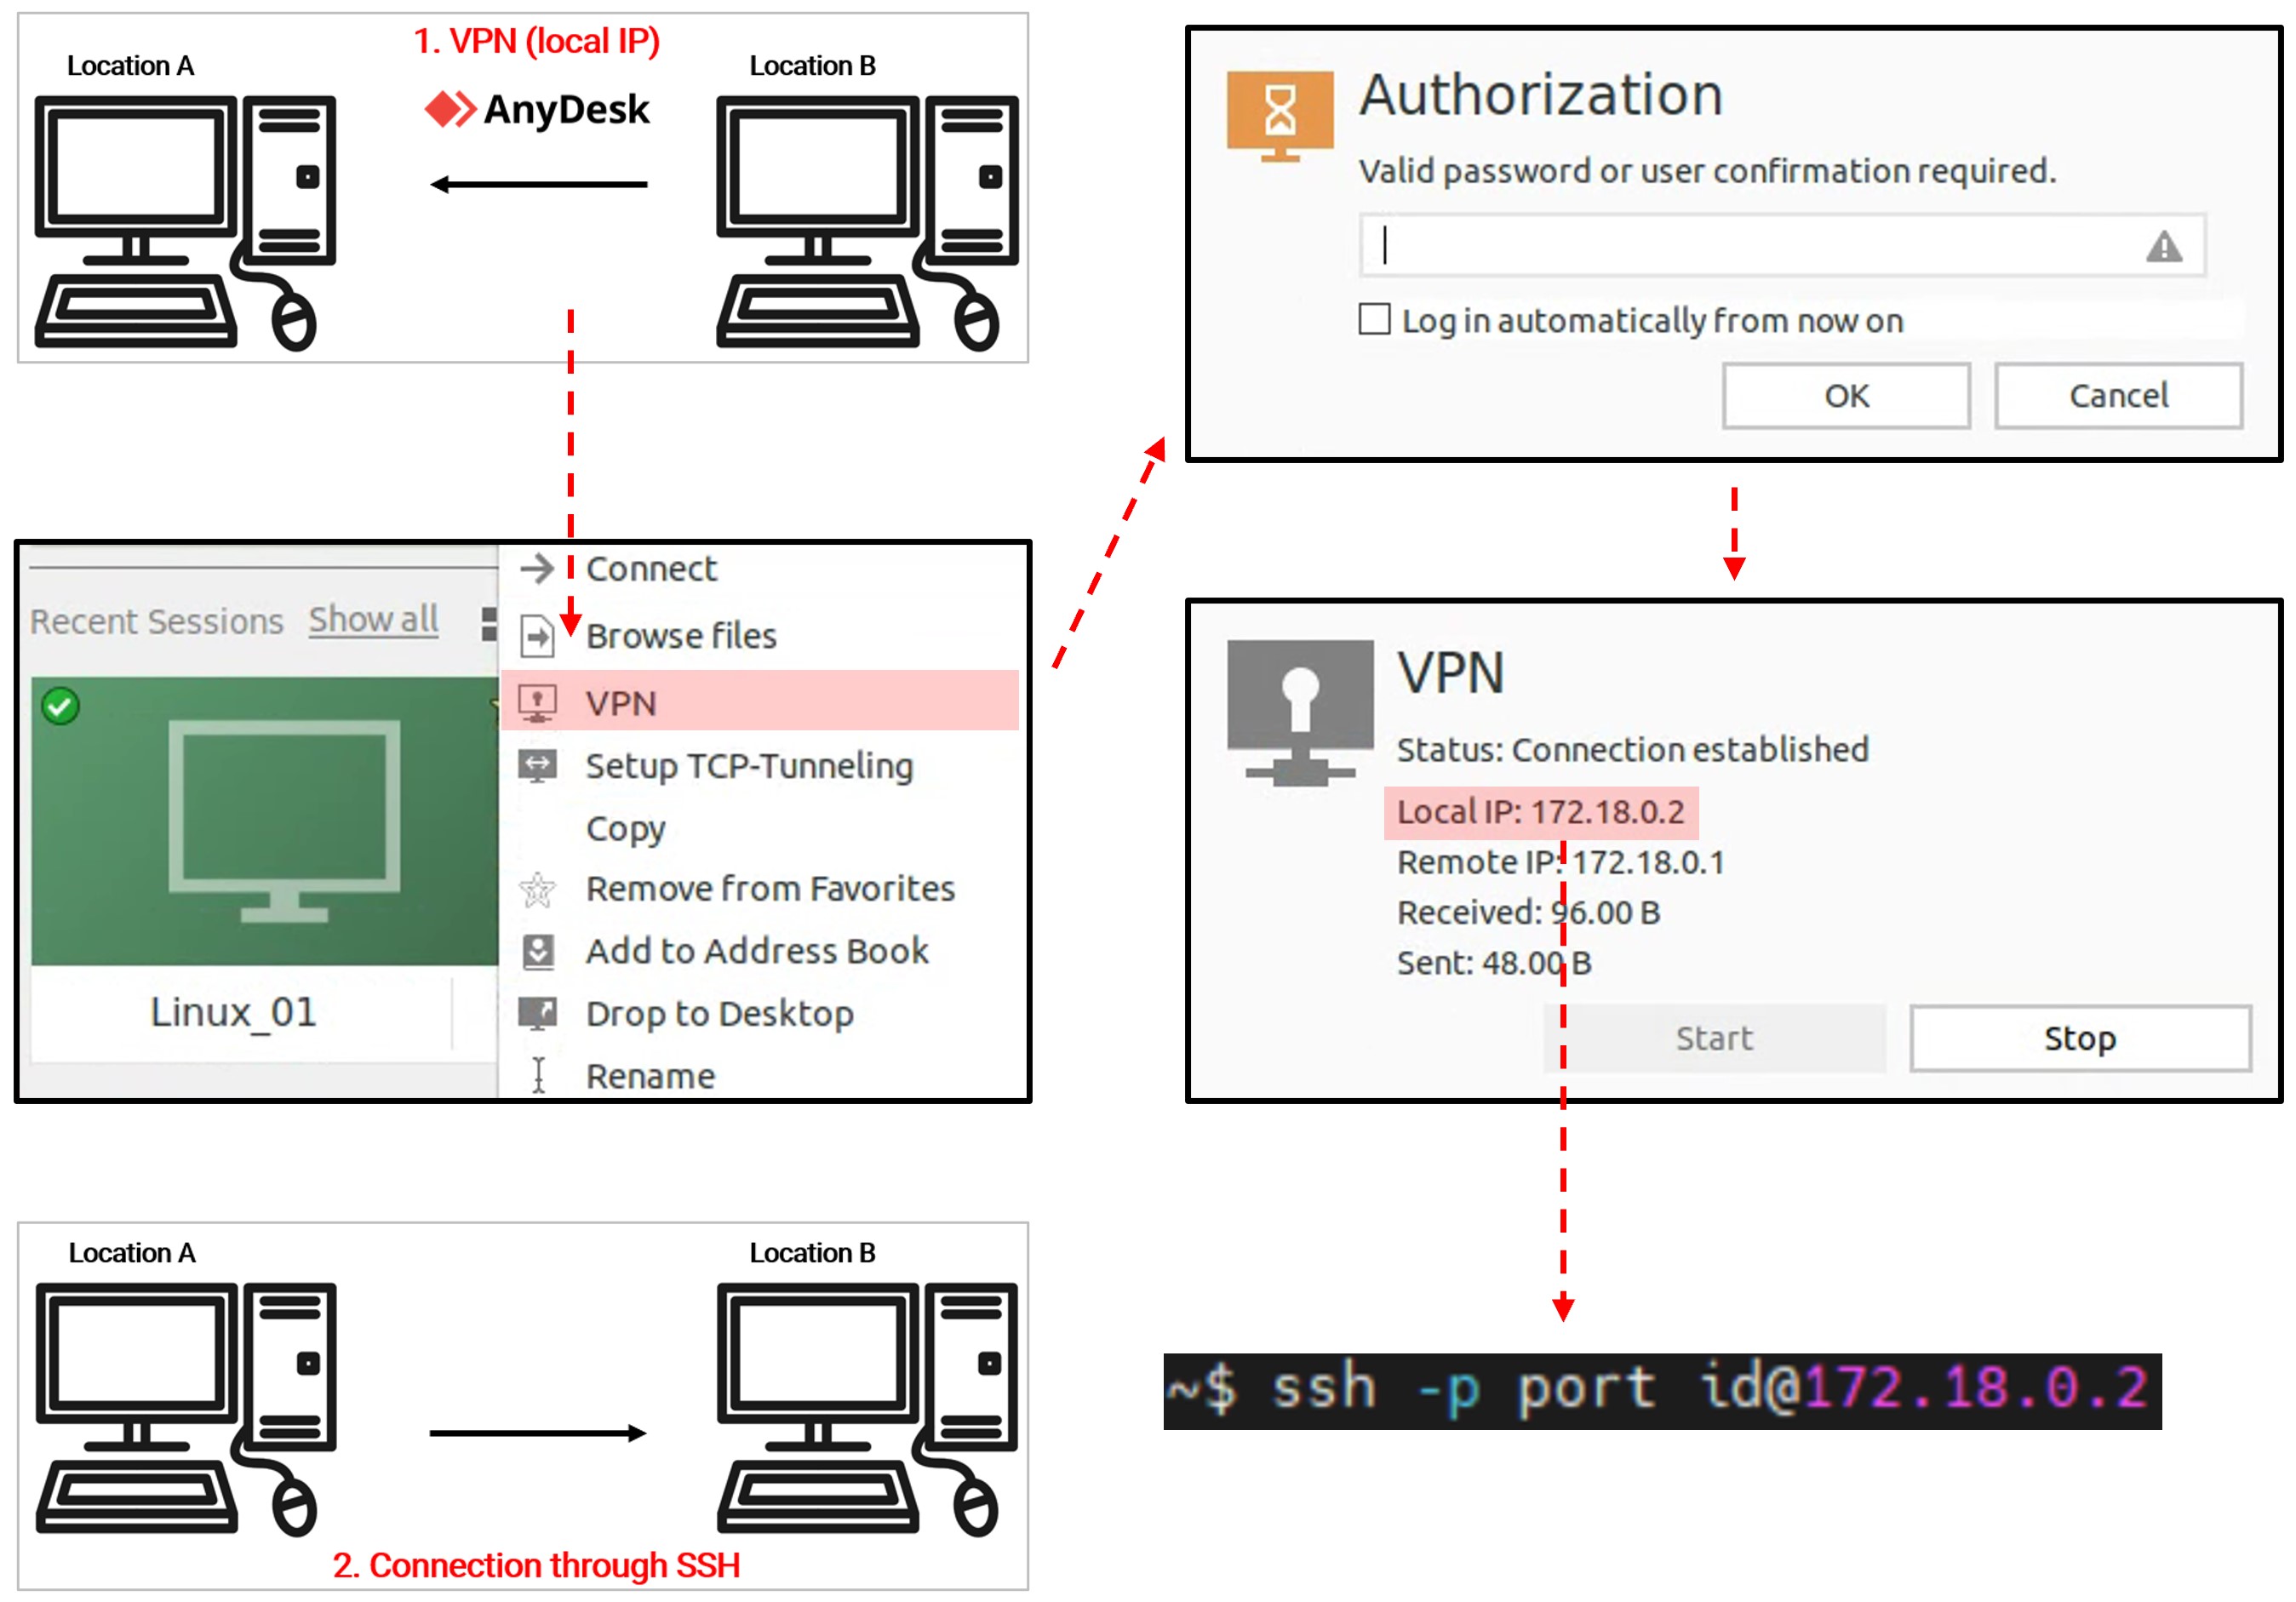 1. VPN (local IP)
Location A
Location B
AnyDesk
Recent Sessions Show all
Linux_01
Connect
Browse files
VPN
Setup TCP-Tunneling
Copy
Remove from Favorites
Add to Address Book
Drop to Desktop
Rename
Authorization
Valid password or user confirmation required.
Log in automatically from now on
OK
Cancel
VPN
Status: Connection established
Local IP: 172.18.0.2
Remote IP: 172.18.0.1
Received: 96.00 B
Sent: 48.00 B
Start
Stop
Location A
Location B
2. Connection through SSH
~$ ssh -p port id@172.18.0.2